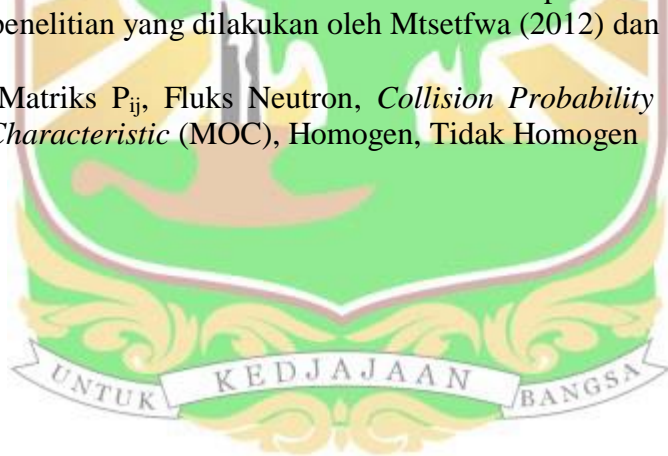 penelitian yang dilakukan oleh Mtsetfwa (2012) dan
Matriks Pij, Fluks Neutron, Collision Probability
Characteristic (MOC), Homogen, Tidak Homogen
UNTUK KEDJAJAAN BANGSA